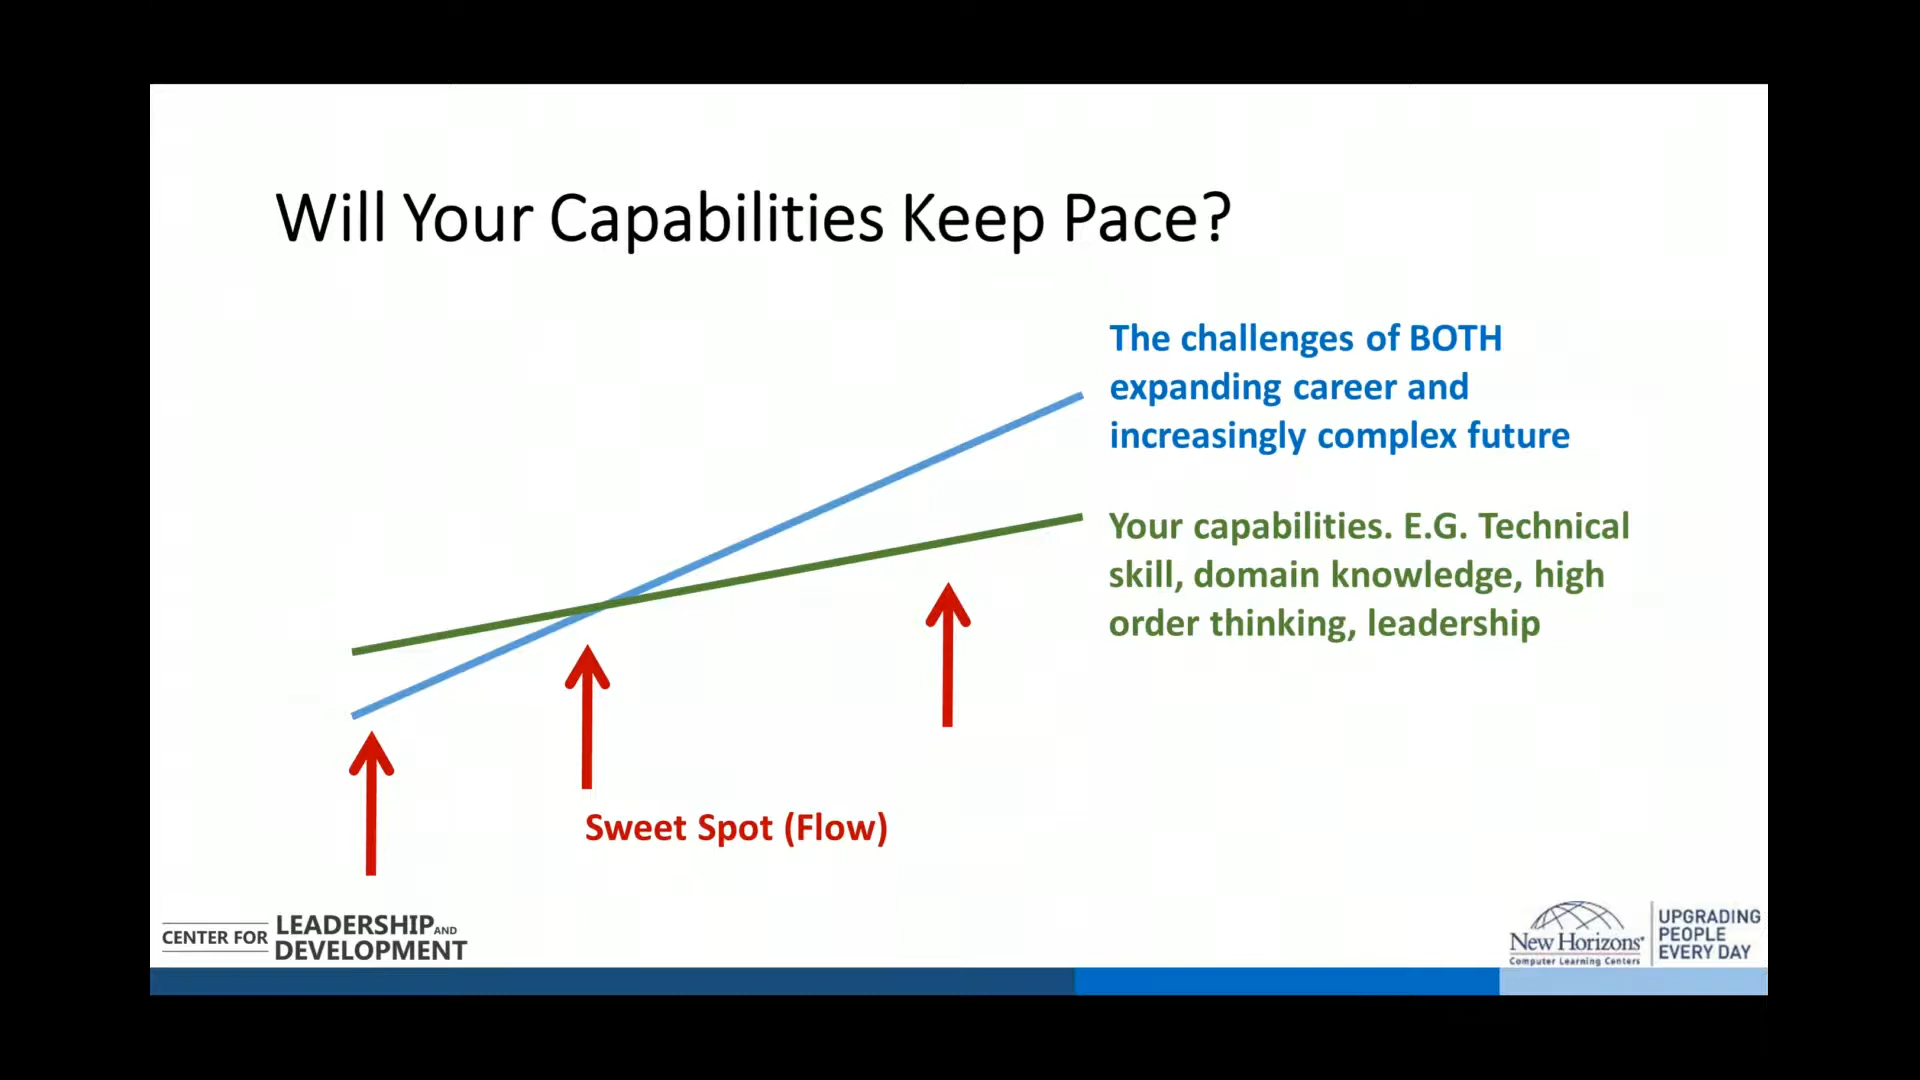 Will Your Capabilities Keep Pace?
The challenges of BOTH
expanding career and
increasingly complex future
Your capabilities. E.G. Technical
skill, domain knowledge, high
order thinking, leadership
Sweet Spot (Flow)
CENTER FOR LEADERSHIP AND
DEVELOPMENT
New Horizons®
Computer Learning Centers
UPGRADING
PEOPLE
EVERY DAY